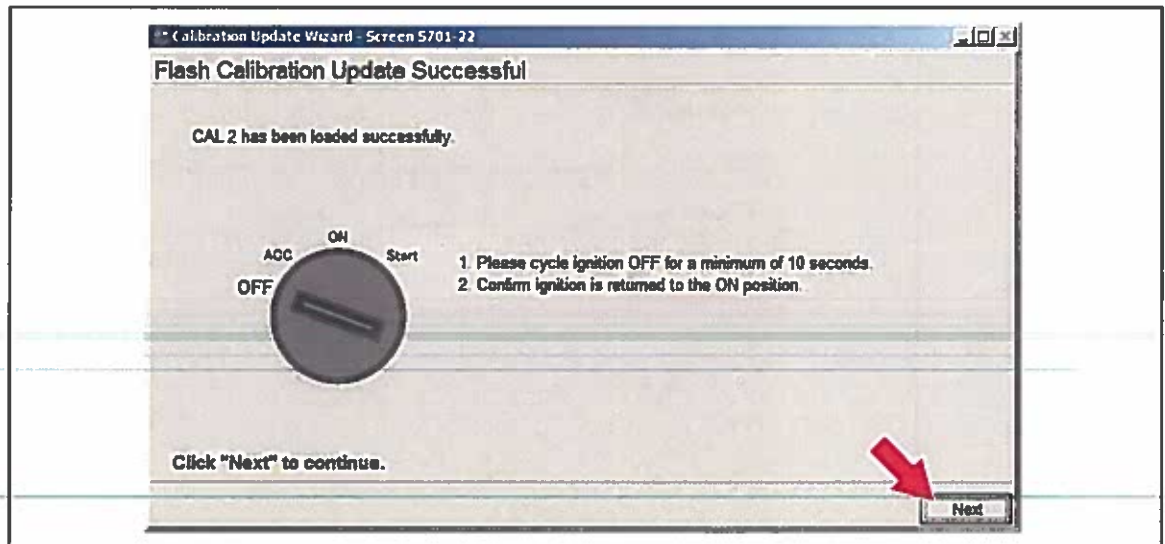 Calibration Update Wizard - Screen S701-22
Flash Calibration Update Successful
CAL 2 has been loaded successfully.
ON
ACC
Start
OFF
1. Please cycle ignition OFF for a minimum of 10 seconds.
2. Confirm ignition is returned to the ON position.
Click "Next" to continue.
Next